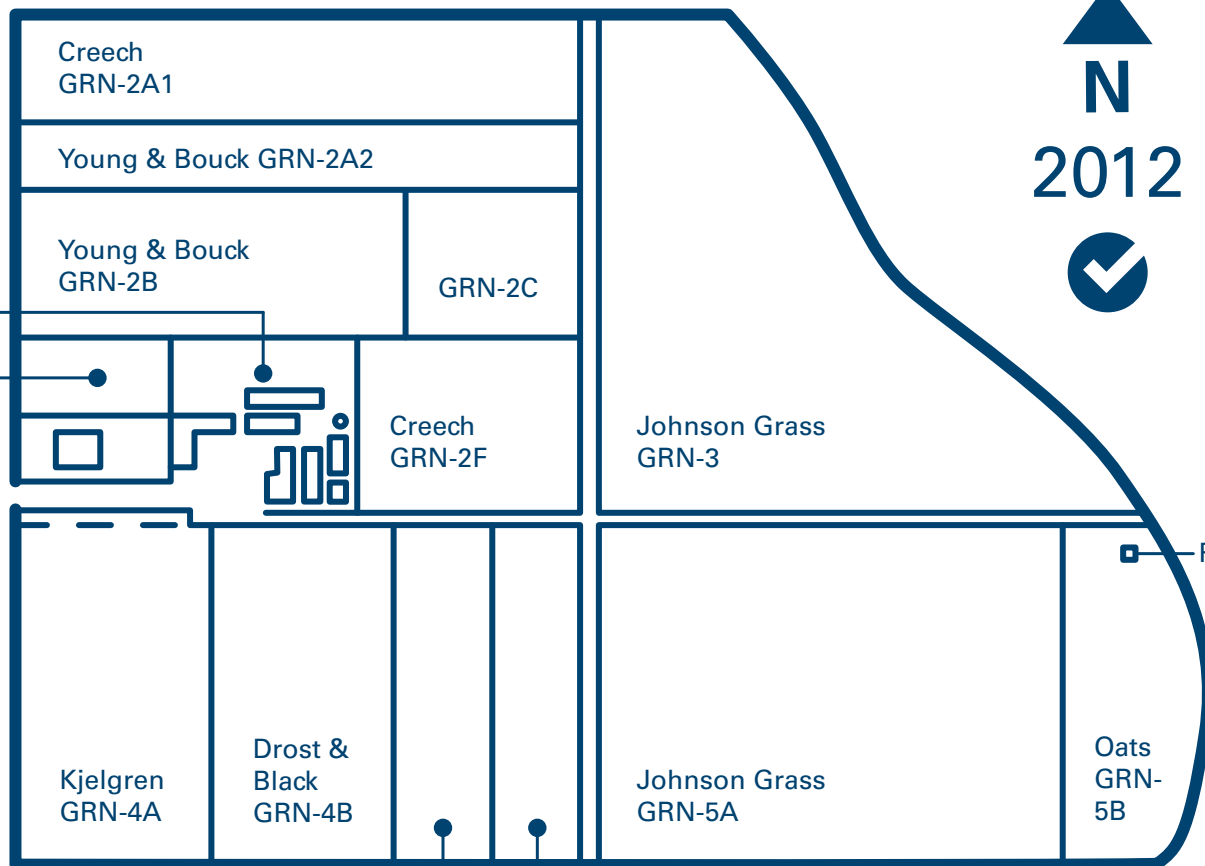 Creech
GRN-2A1
N
2012
Young & Bouck GRN-2A2
Young & Bouck
GRN-2B
GRN-2C
Creech
GRN-2F
Johnson Grass
GRN-3
Kjelgren
GRN-4A
Drost &
Black
GRN-4B
Johnson Grass
GRN-5A
Oats
GRN-
5B